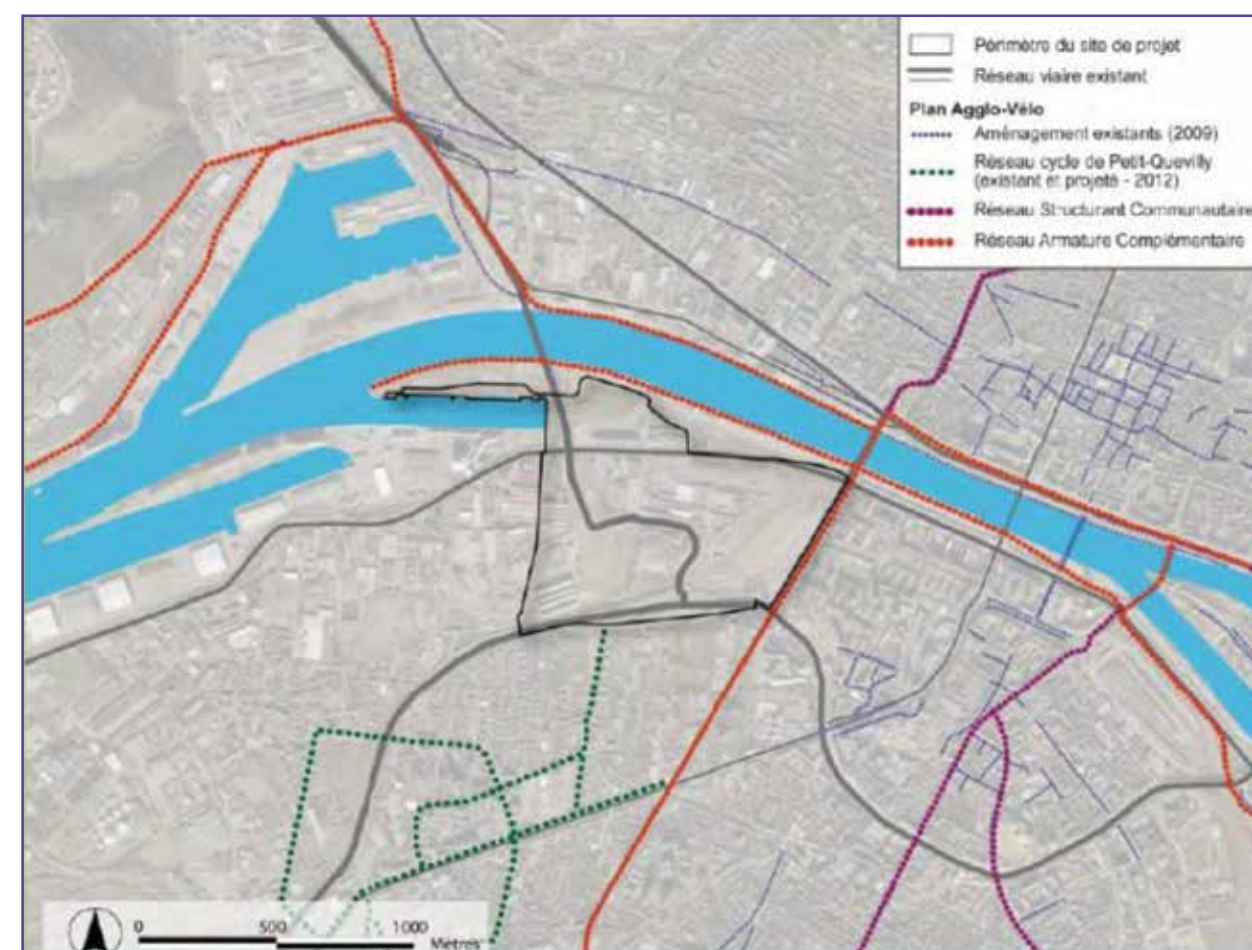 Périmètre du site de projet
Réseau viaire existant
Plan Agglo-Vélo
Aménagement existants (2009)
Réseau cycle de Petit-Quevilly
(existant et projeté - 2012)
Réseau Structurant Communautaire
Réseau Armature Complémentaire
0 500 1000
Mètres